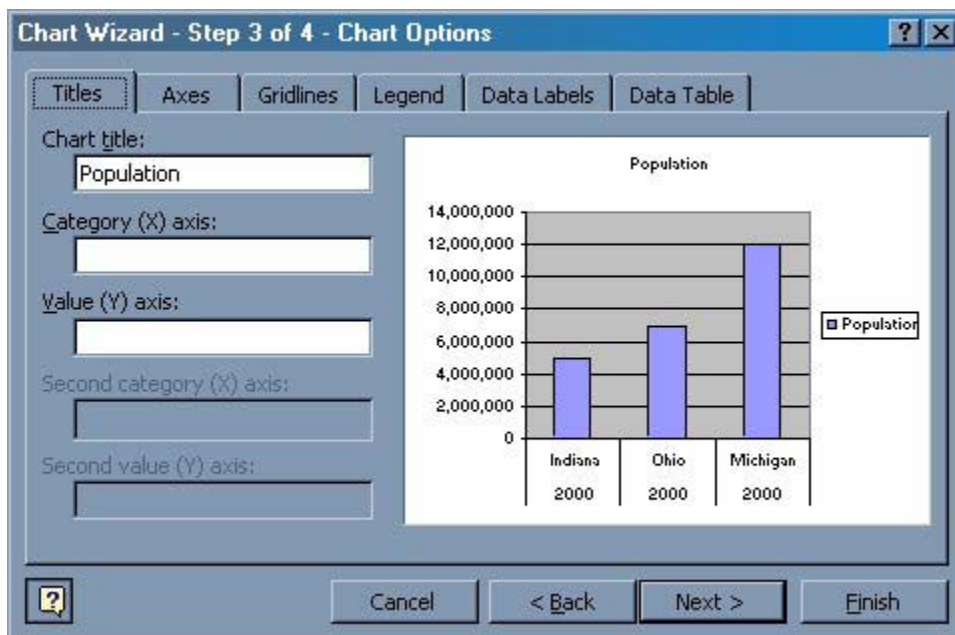 Chart Wizard - Step 3 of 4 - Chart Options
Titles Axes Gridlines Legend Data Labels Data Table
Chart title:
Population
Category (X) axis:
Value (Y) axis:
Second category (X) axis:
Second value (Y) axis:
Population
14,000,000
12,000,000
10,000,000
8,000,000
6,000,000
4,000,000
2,000,000
0
Indiana Ohio Michigan
2000 2000 2000
Population
Cancel < Back Next > Finish